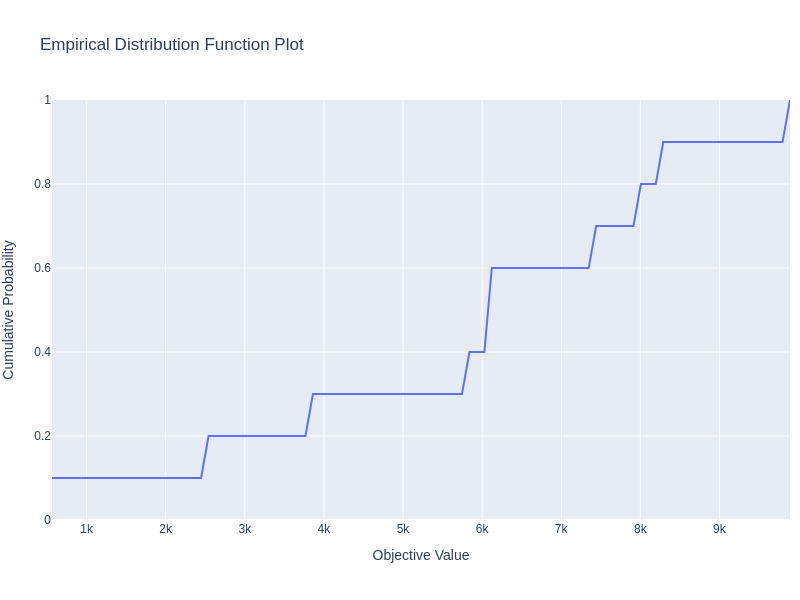 Empirical Distribution Function Plot
Cumulative Probability
1
0.8
0.6
0.4
0.2
0
1k 2k 3k 4k 5k 6k 7k 8k 9k
Objective Value